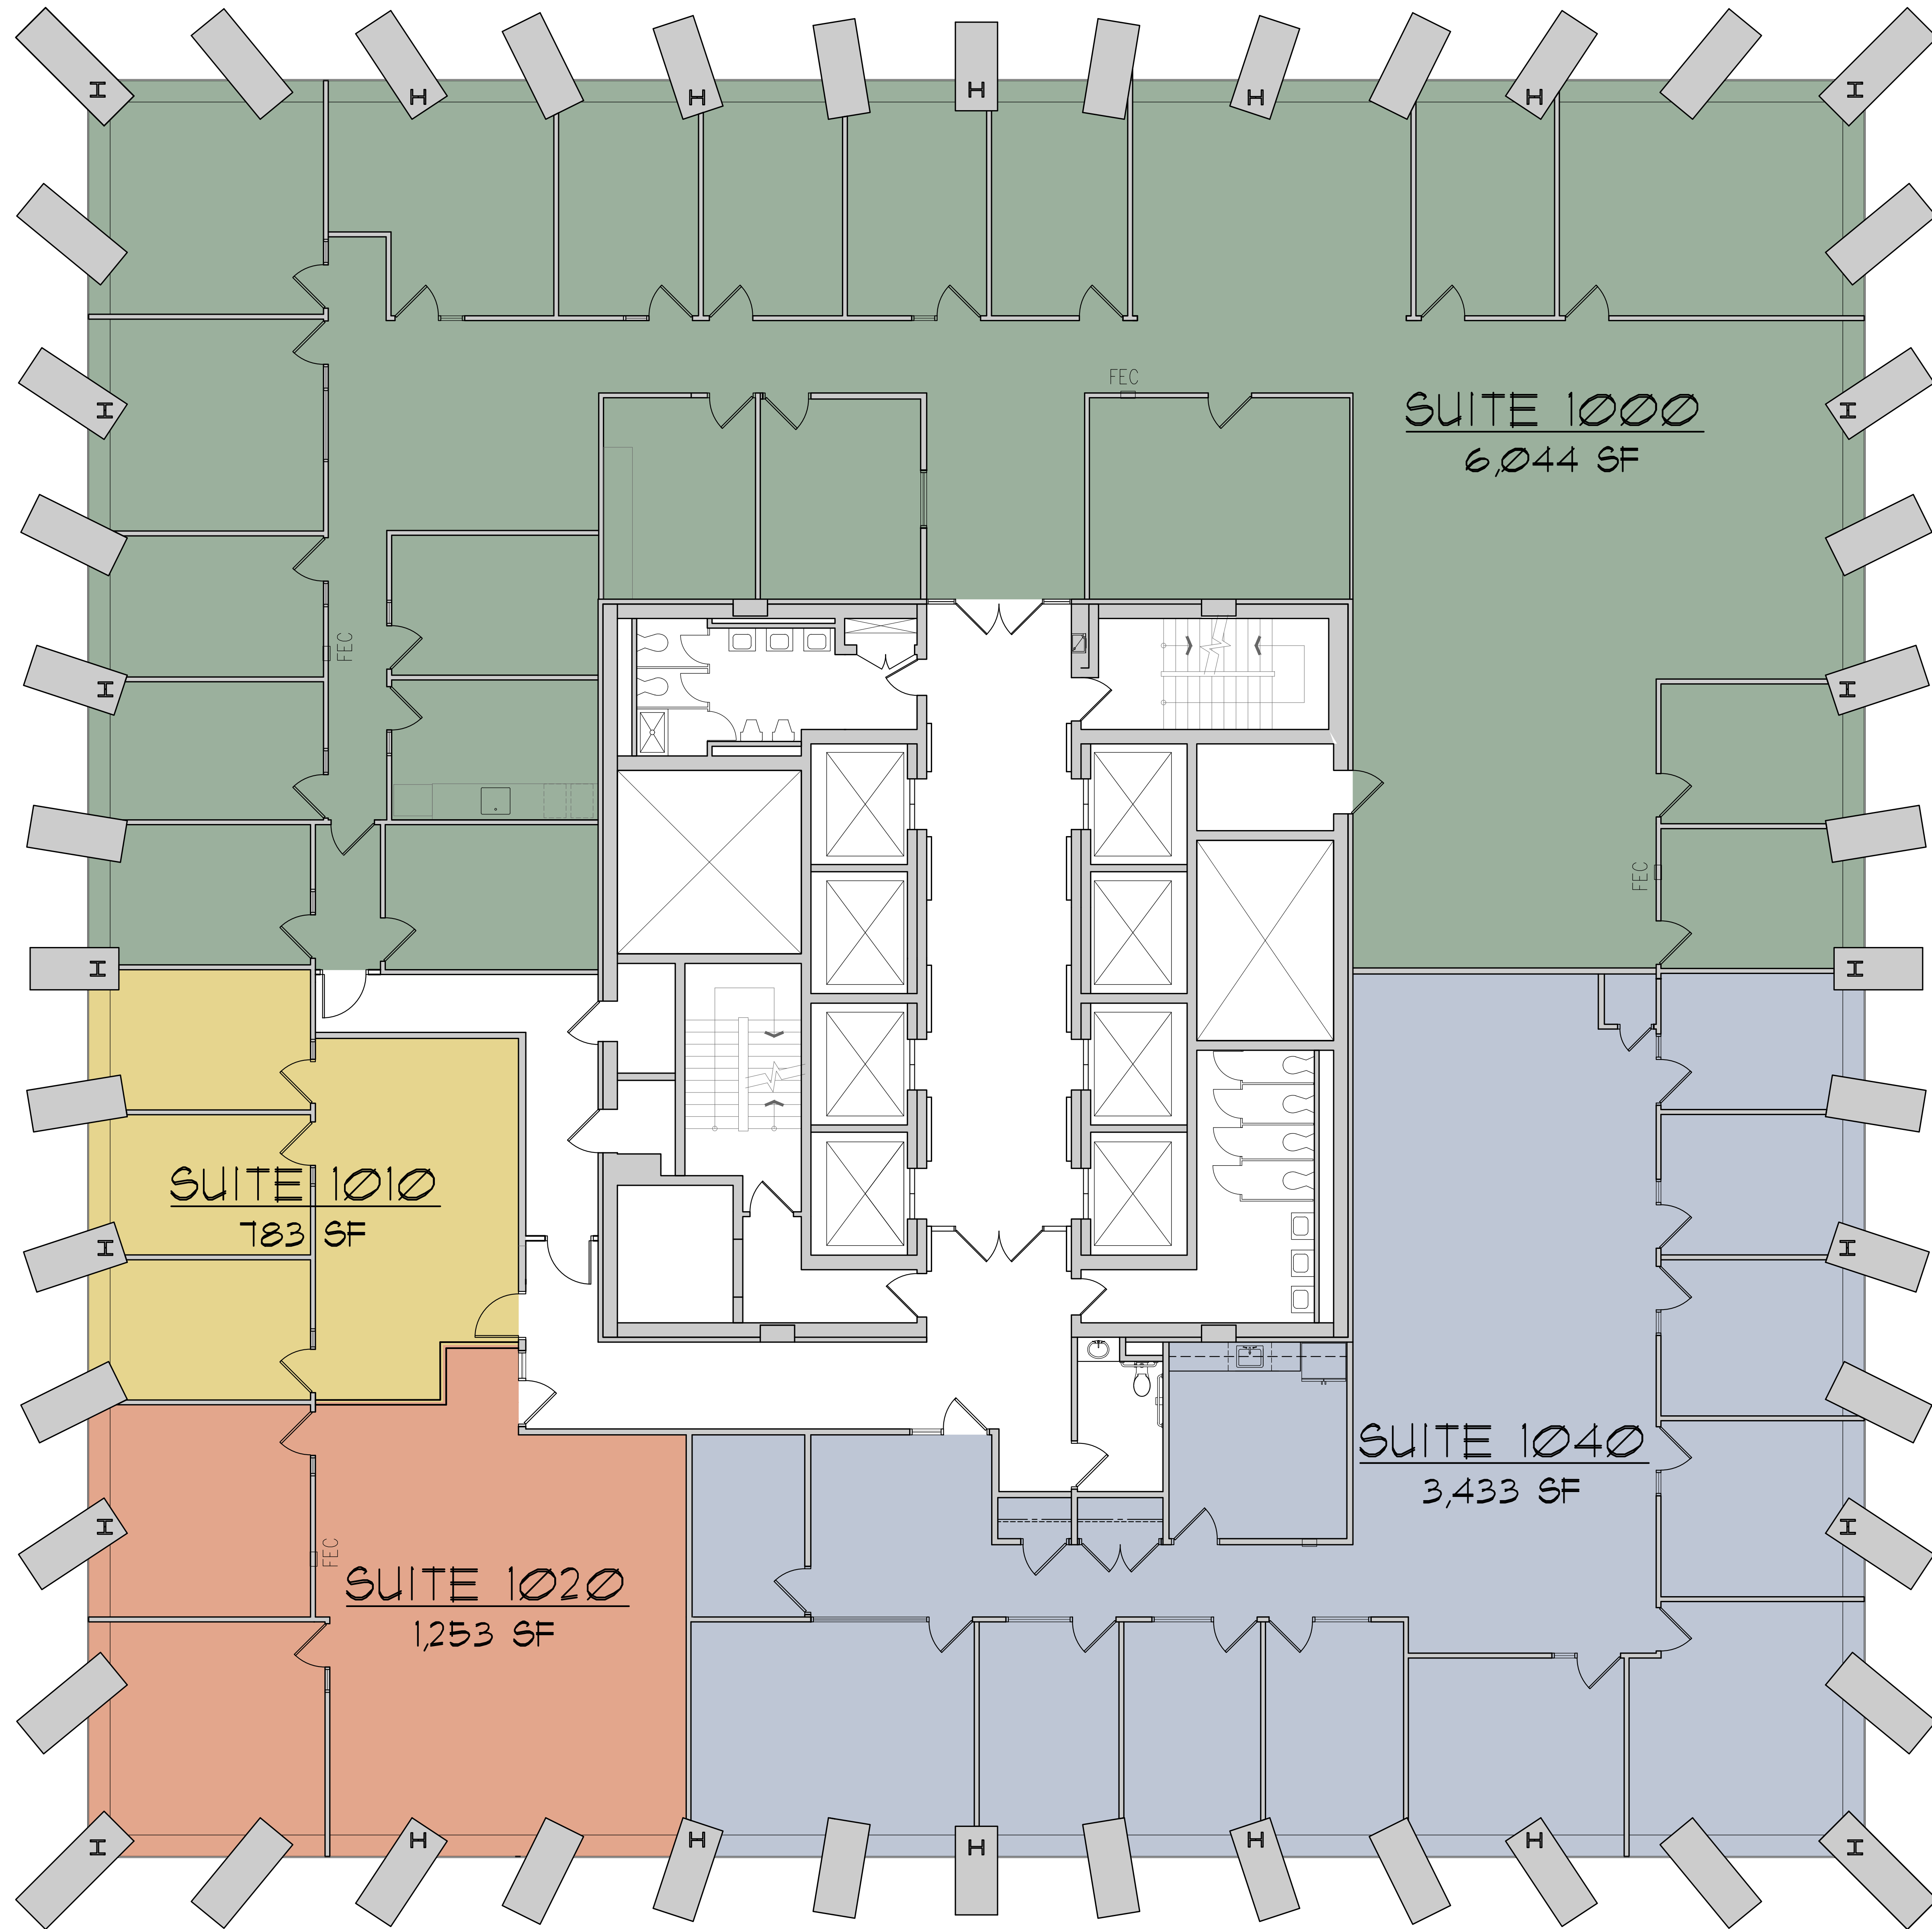 FEC
SUITE 1000
6,044 SF
FEC
FEC
SUITE 1010
783 SF
SUITE 1040
3,433 SF
FEC
SUITE 1020
1,253 SF